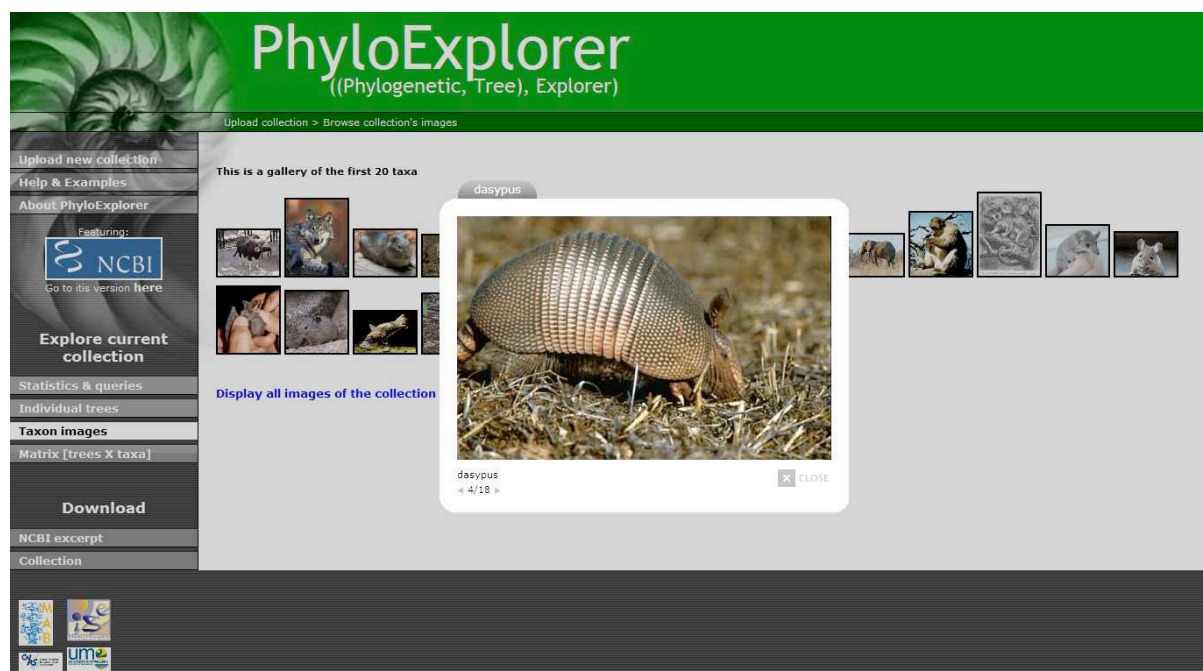 PhyloExplorer
((Phylogenetic, Tree), Explorer)
Upload collection > Browse collection's images
Upload new collection
Help & Examples
About PhyloExplorer
Featuring:
NCBI
Go to itis version here
Explore current
collection
Statistics & queries
Individual trees
Taxon images
Matrix [trees X taxa]
Download
NCBI excerpt
Collection
This is a gallery of the first 20 taxa
dasypus
Display all images of the collection
dasypus
4/18
CLOSE
MAB
ise
um2